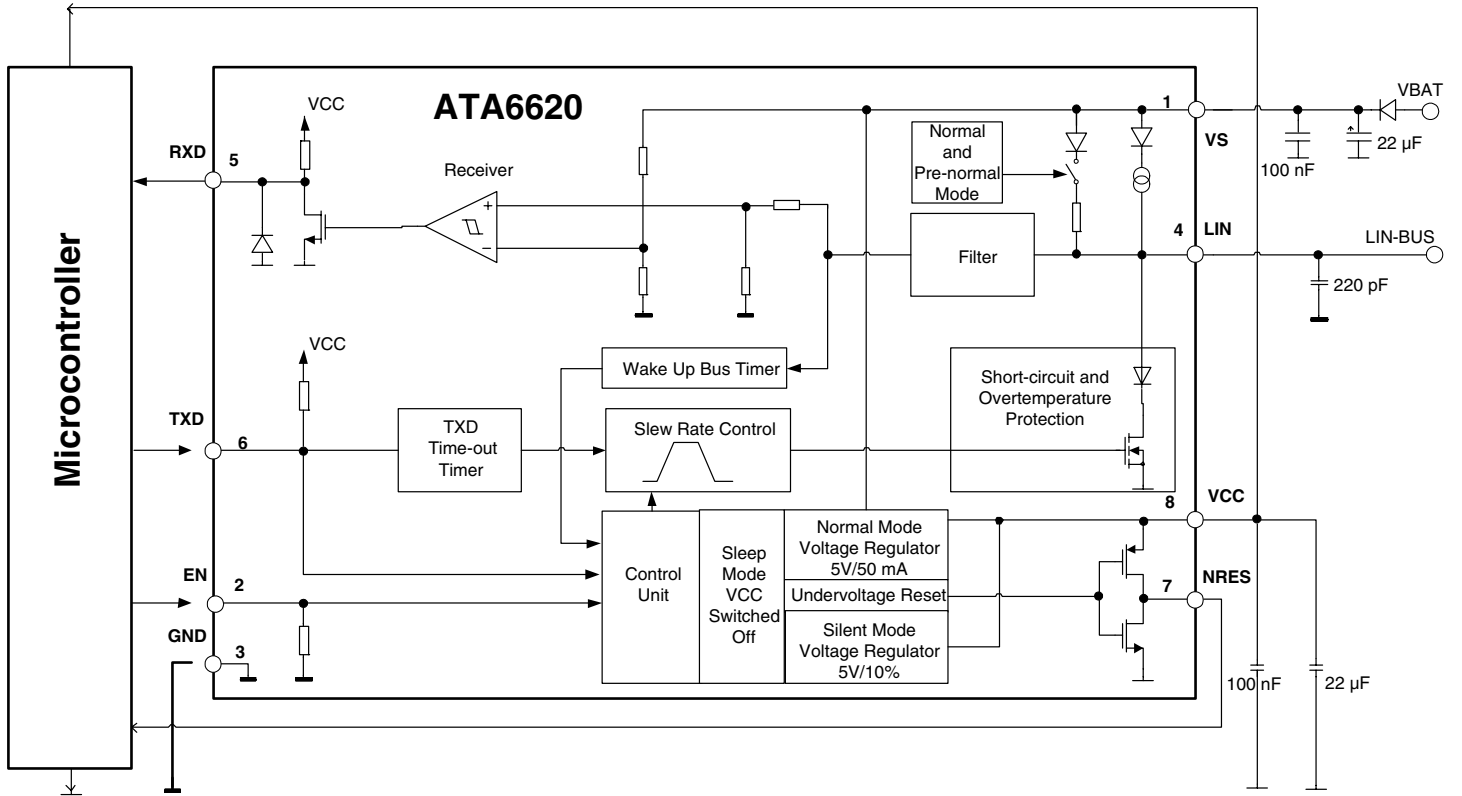 ATA6620
Microcontroller
VCC
RXD
5
Receiver
+
−
Normal
and
Pre-normal
Mode
1
VS
VBAT
100 nF
22 µF
4
LIN
LIN-BUS
220 pF
Filter
VCC
Wake Up Bus Timer
Short-circuit and
Overtemperature
Protection
TXD
6
TXD
Time-out
Timer
Slew Rate Control
8
VCC
EN
2
GND
3
Control
Unit
Sleep
Mode
VCC
Switched
Off
Normal Mode
Voltage Regulator
5V/50 mA
Undervoltage Reset
Silent Mode
Voltage Regulator
5V/10%
7
NRES
100 nF
22 µF